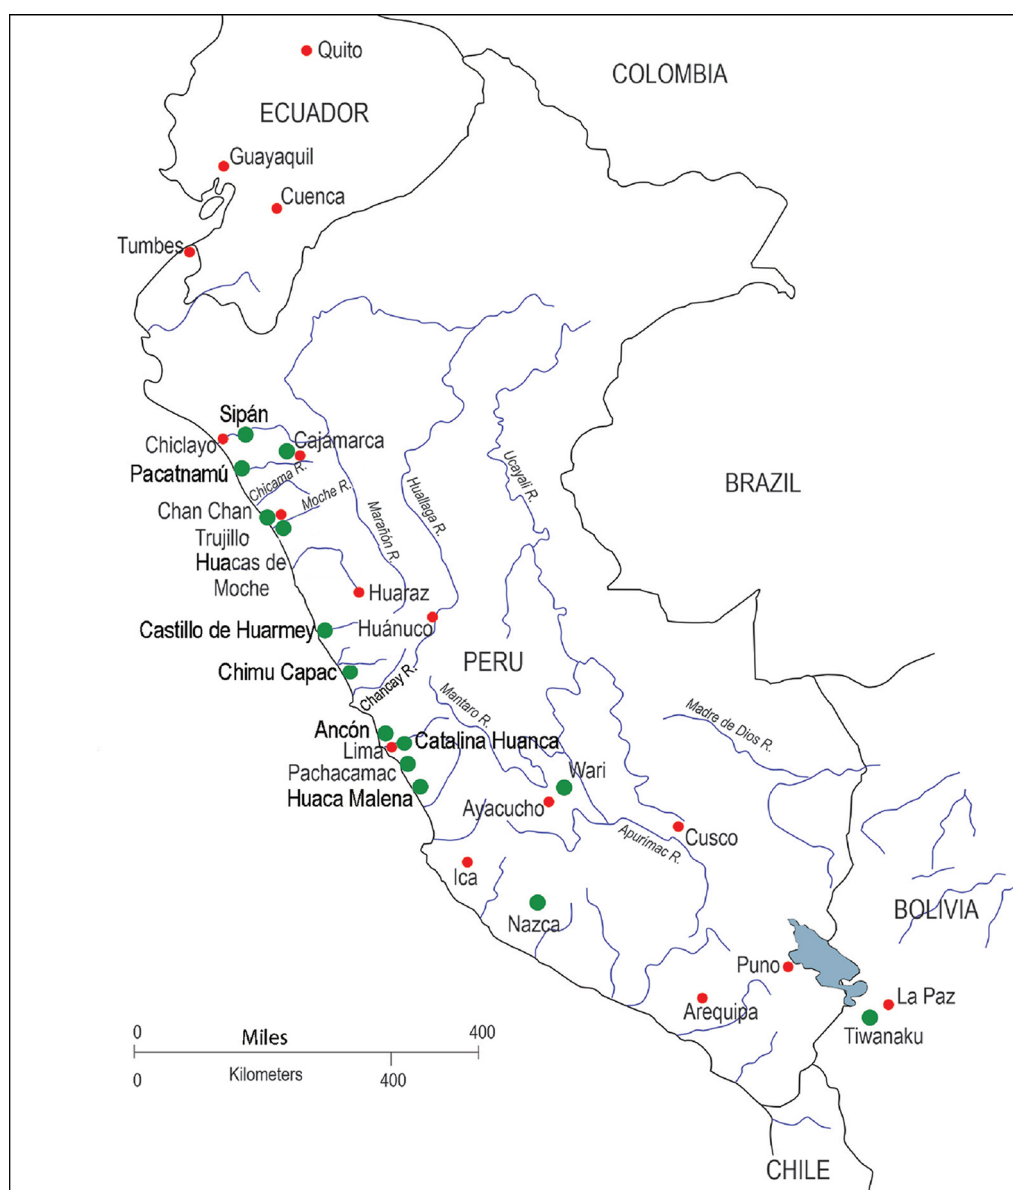 Quito
COLOMBIA
ECUADOR
Guayaquil
Cuenca
Tumbes
Sipán
Chiclayo
Cajamarca
Pacatnamú
Chicama R.
Moche R.
Chan Chan
Trujillo
Huacas de
Moche
Marañón R.
Huallaga R.
Ucayali R.
BRAZIL
Huaraz
Huánuco
Castillo de Huarmey
PERU
Chimu Capac
Chancay R.
Mantaro R.
Madre de Dios R.
Ancón
Lima
Catalina Huanca
Pachacamac
Huaca Malena
Wari
Ayacucho
Apurímac R.
Cusco
Ica
Nazca
BOLIVIA
Puno
La Paz
Arequipa
Tiwanaku
0 400
Miles
Kilometers
0 400
CHILE